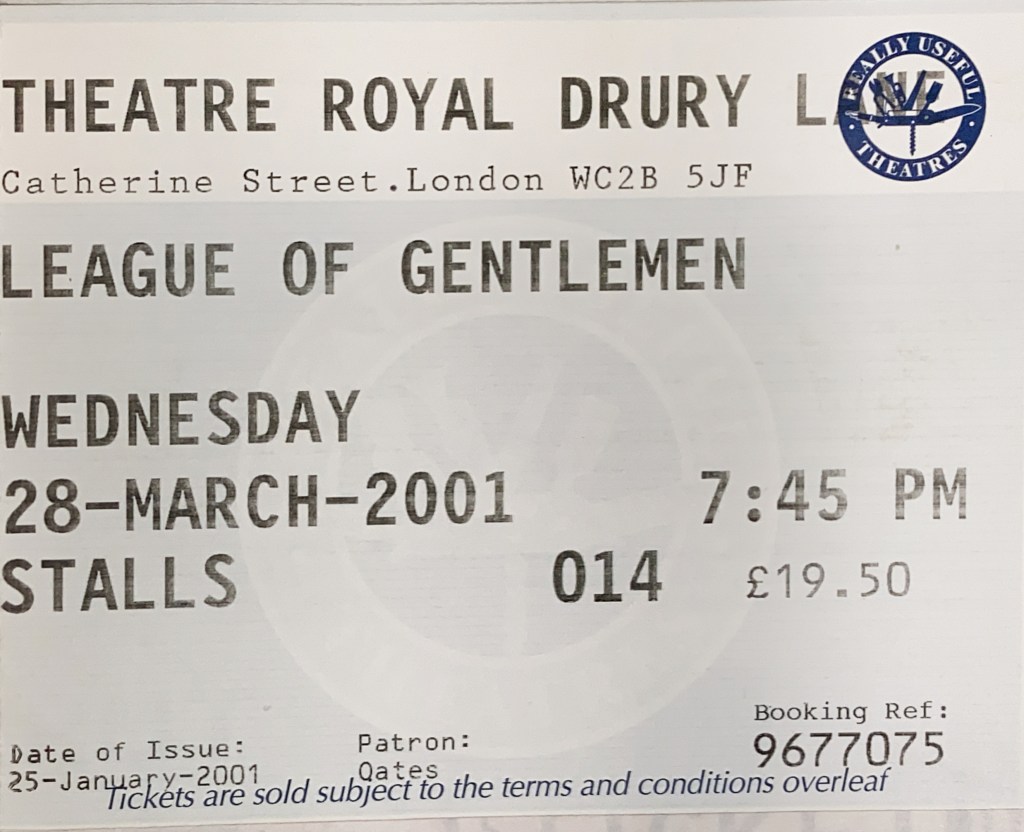 THEATRE ROYAL DRURY LANE
REALLY USEFUL
THEATRES
Catherine Street.London WC2B 5JF
LEAGUE OF GENTLEMEN
WEDNESDAY
28-MARCH-2001 7:45 PM
STALLS 014 £19.50
Booking Ref:
9677075
Date of Issue: Patron:
25-January-2001 Oates
Tickets are sold subject to the terms and conditions overleaf